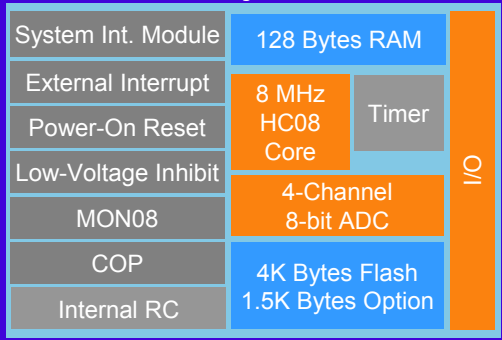 System Int. Module
External Interrupt
Power-On Reset
Low-Voltage Inhibit
MON08
COP
Internal RC
128 Bytes RAM
8 MHz
HC08
Core
Timer
4-Channel
8-bit ADC
4K Bytes Flash
1.5K Bytes Option
I/O